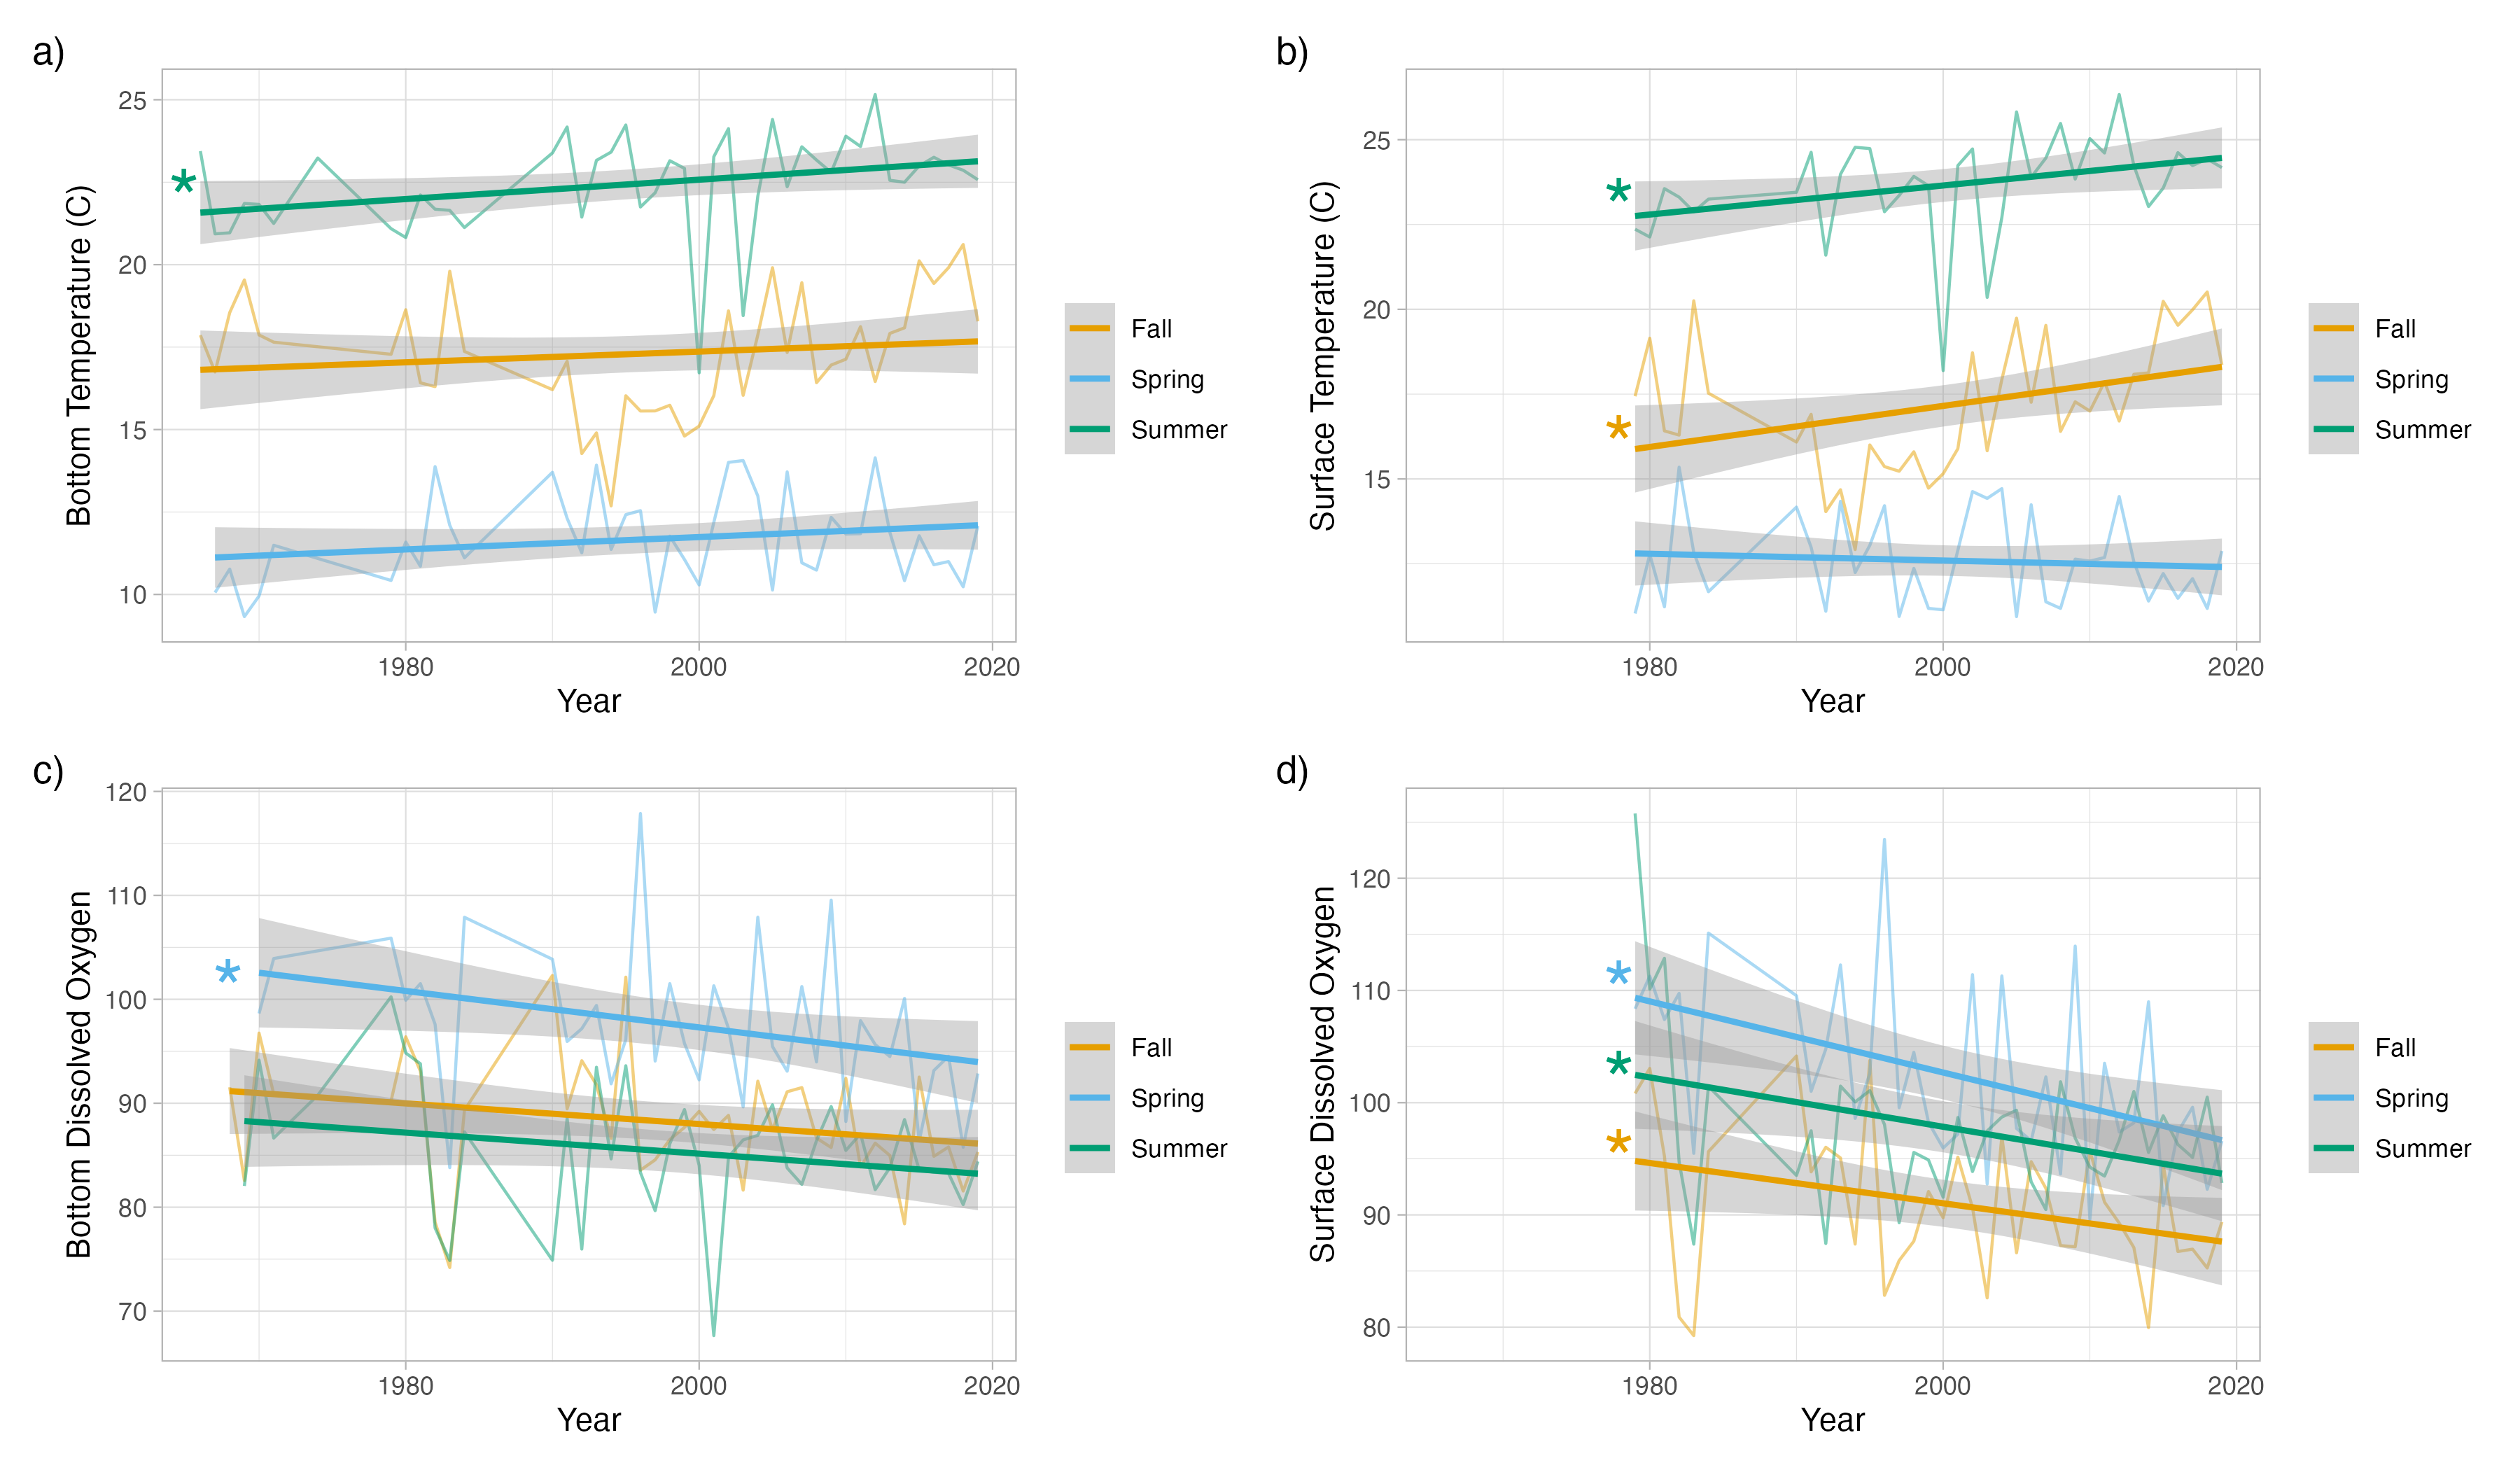 a)
25
20
15
10
Bottom Temperature (C)
1980
2000
2020
Year
Fall
Spring
Summer
*
b)
25
20
15
Surface Temperature (C)
1980
2000
2020
Year
Fall
Spring
Summer
*
*
c)
120
110
100
90
80
70
Bottom Dissolved Oxygen
1980
2000
2020
Year
Fall
Spring
Summer
*
d)
120
110
100
90
80
Surface Dissolved Oxygen
1980
2000
2020
Year
Fall
Spring
Summer
*
*
*